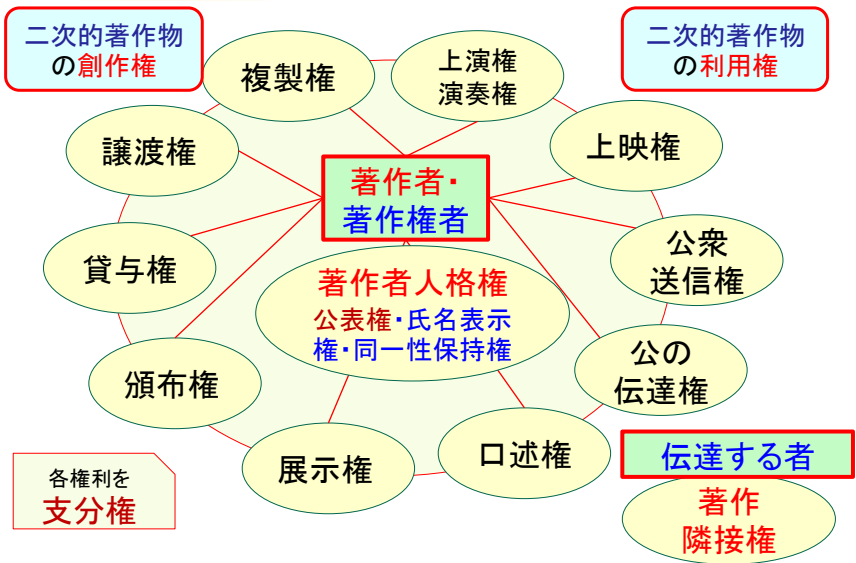 二次的著作物
の創作権
二次的著作物
の利用権
複製権
上演権
演奏権
譲渡権
上映権
著作者・
著作権者
貸与権
公衆
送信権
著作者人格権
公表権・氏名表示
権・同一性保持権
頒布権
公の
伝達権
展示権
口述権
伝達する者
各権利を
支分権
著作
隣接権